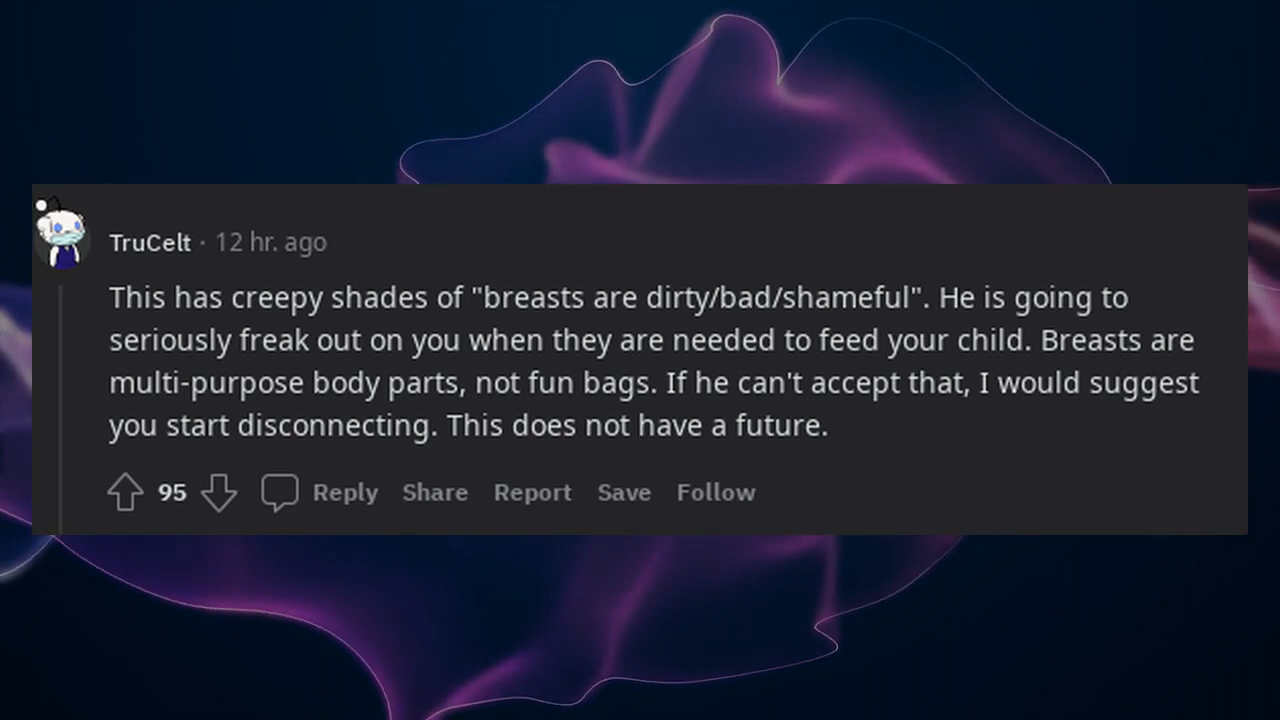 TruCelt · 12 hr. ago
This has creepy shades of "breasts are dirty/bad/shameful". He is going to
seriously freak out on you when they are needed to feed your child. Breasts are
multi-purpose body parts, not fun bags. If he can't accept that, I would suggest
you start disconnecting. This does not have a future.
95 Reply Share Report Save Follow